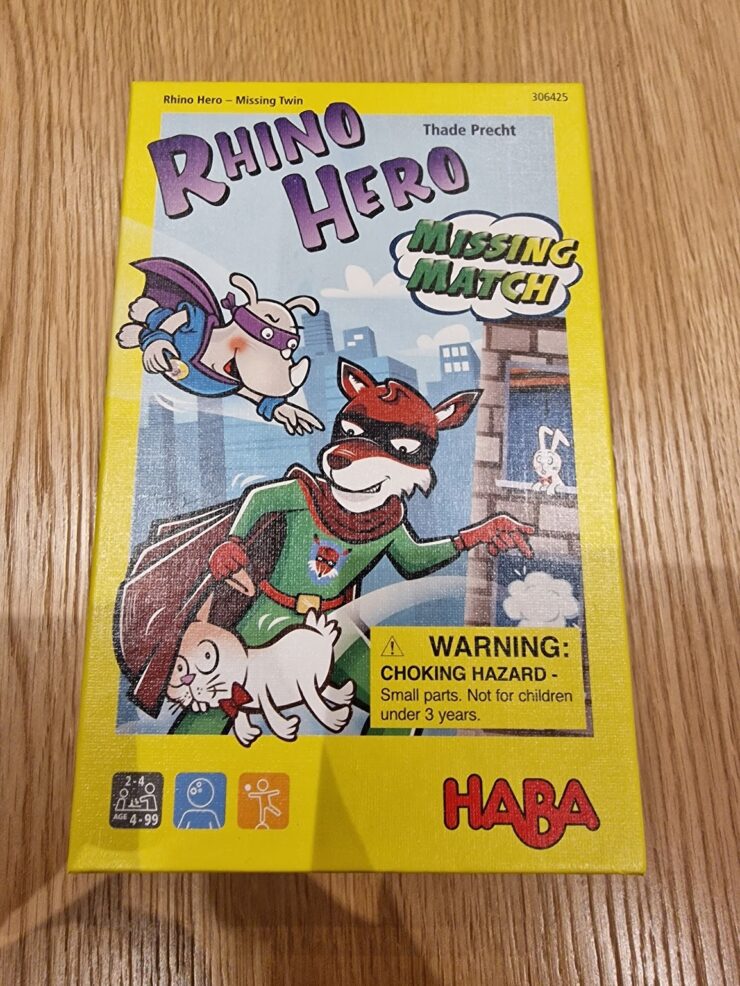 Rhino Hero – Missing Twin
306425
Thade Precht
RHINO
HERO
MISSING
MATCH
WARNING:
CHOKING HAZARD -
Small parts. Not for children
under 3 years.
2-4
AGE 4-99
HABA